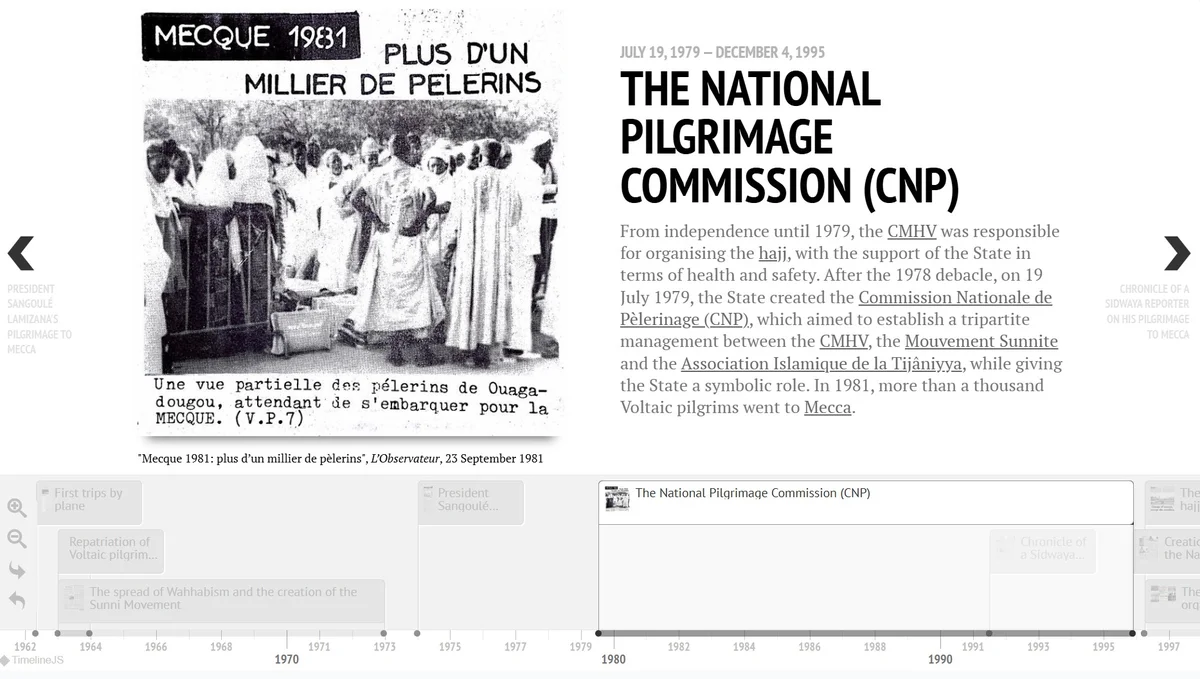 MECQUE 1981
PLUS D'UN
MILLIER DE PELERINS
Une vue partielle des pélerins de Ouaga-
dougou, attendant de s'embarquer pour la
MECQUE. (V.P.7)
"Mecque 1981: plus d'un millier de pèlerins", L'Observateur, 23 September 1981
JULY 19, 1979 – DECEMBER 4, 1995
THE NATIONAL
PILGRIMAGE
COMMISSION (CNP)
From independence until 1979, the CMHV was responsible
for organising the hajj, with the support of the State in
terms of health and safety. After the 1978 debacle, on 19
July 1979, the State created the Commission Nationale de
Pèlerinage (CNP), which aimed to establish a tripartite
management between the CMHV, the Mouvement Sunnite
and the Association Islamique de la Tijâniyya, while giving
the State a symbolic role. In 1981, more than a thousand
Voltaic pilgrims went to Mecca.
PRESIDENT
SANGOULÉ
LAMIZANA'S
PILGRIMAGE TO
MECCA
CHRONICLE OF A
SIDWAYA REPORTER
ON HIS PILGRIMAGE
TO MECCA
First trips by
plane
President
Sangoulé...
The National Pilgrimage Commission (CNP)
The
hajj
Repatriation of
Voltaic pilgrim...
Chronicle of
a Sidwaya...
Creatio
the Na
The spread of Wahhabism and the creation of the
Sunni Movement
The
org
1962 1964 1966 1968 1970 1971 1973 1975 1977 1979 1980 1982 1984 1986 1988 1990 1991 1993 1995 1997
TimelineJS